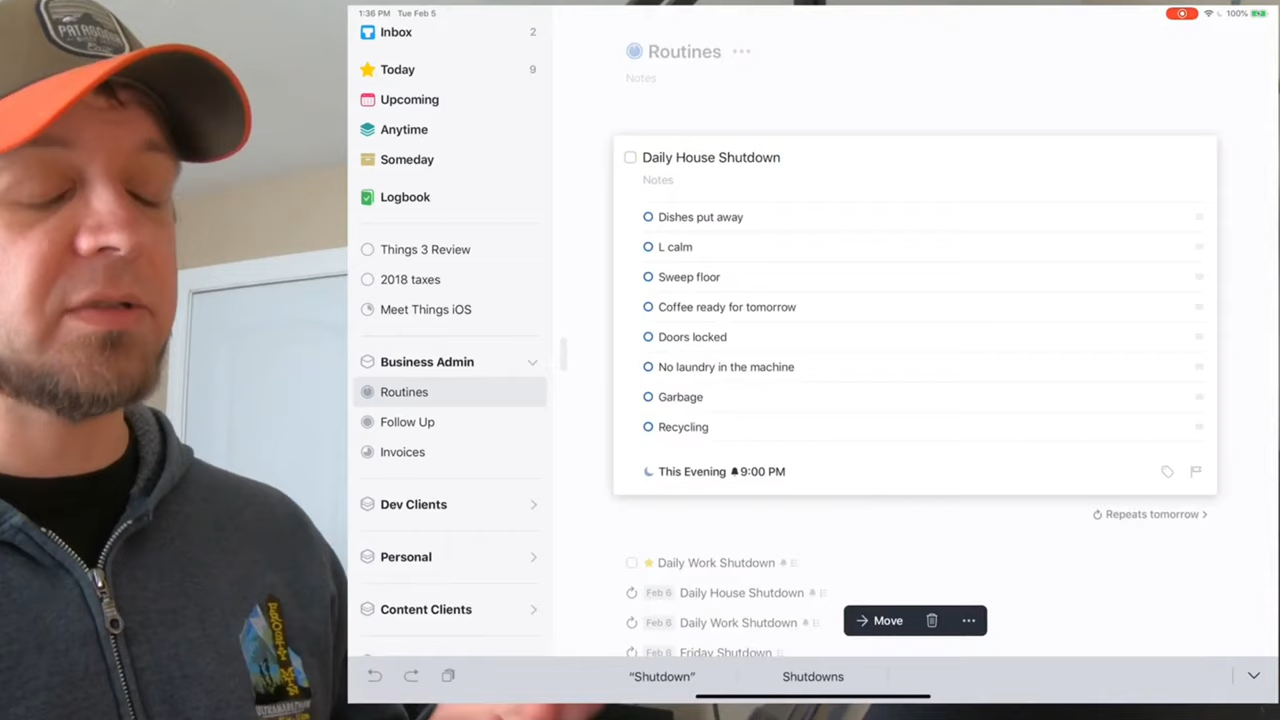 PATAGONIA
1:36 PM Tue Feb 5
100%
Inbox 2
Today 9
Upcoming
Anytime
Someday
Logbook
Things 3 Review
2018 taxes
Meet Things iOS
Business Admin
Routines
Follow Up
Invoices
Dev Clients
Personal
Content Clients
Routines
Notes
Daily House Shutdown
Notes
Dishes put away
L calm
Sweep floor
Coffee ready for tomorrow
Doors locked
No laundry in the machine
Garbage
Recycling
This Evening 9:00 PM
Repeats tomorrow
Daily Work Shutdown
Feb 6 Daily House Shutdown
Feb 6 Daily Work Shutdown
Feb 6 Friday Shutdown
Move
“Shutdown” Shutdowns